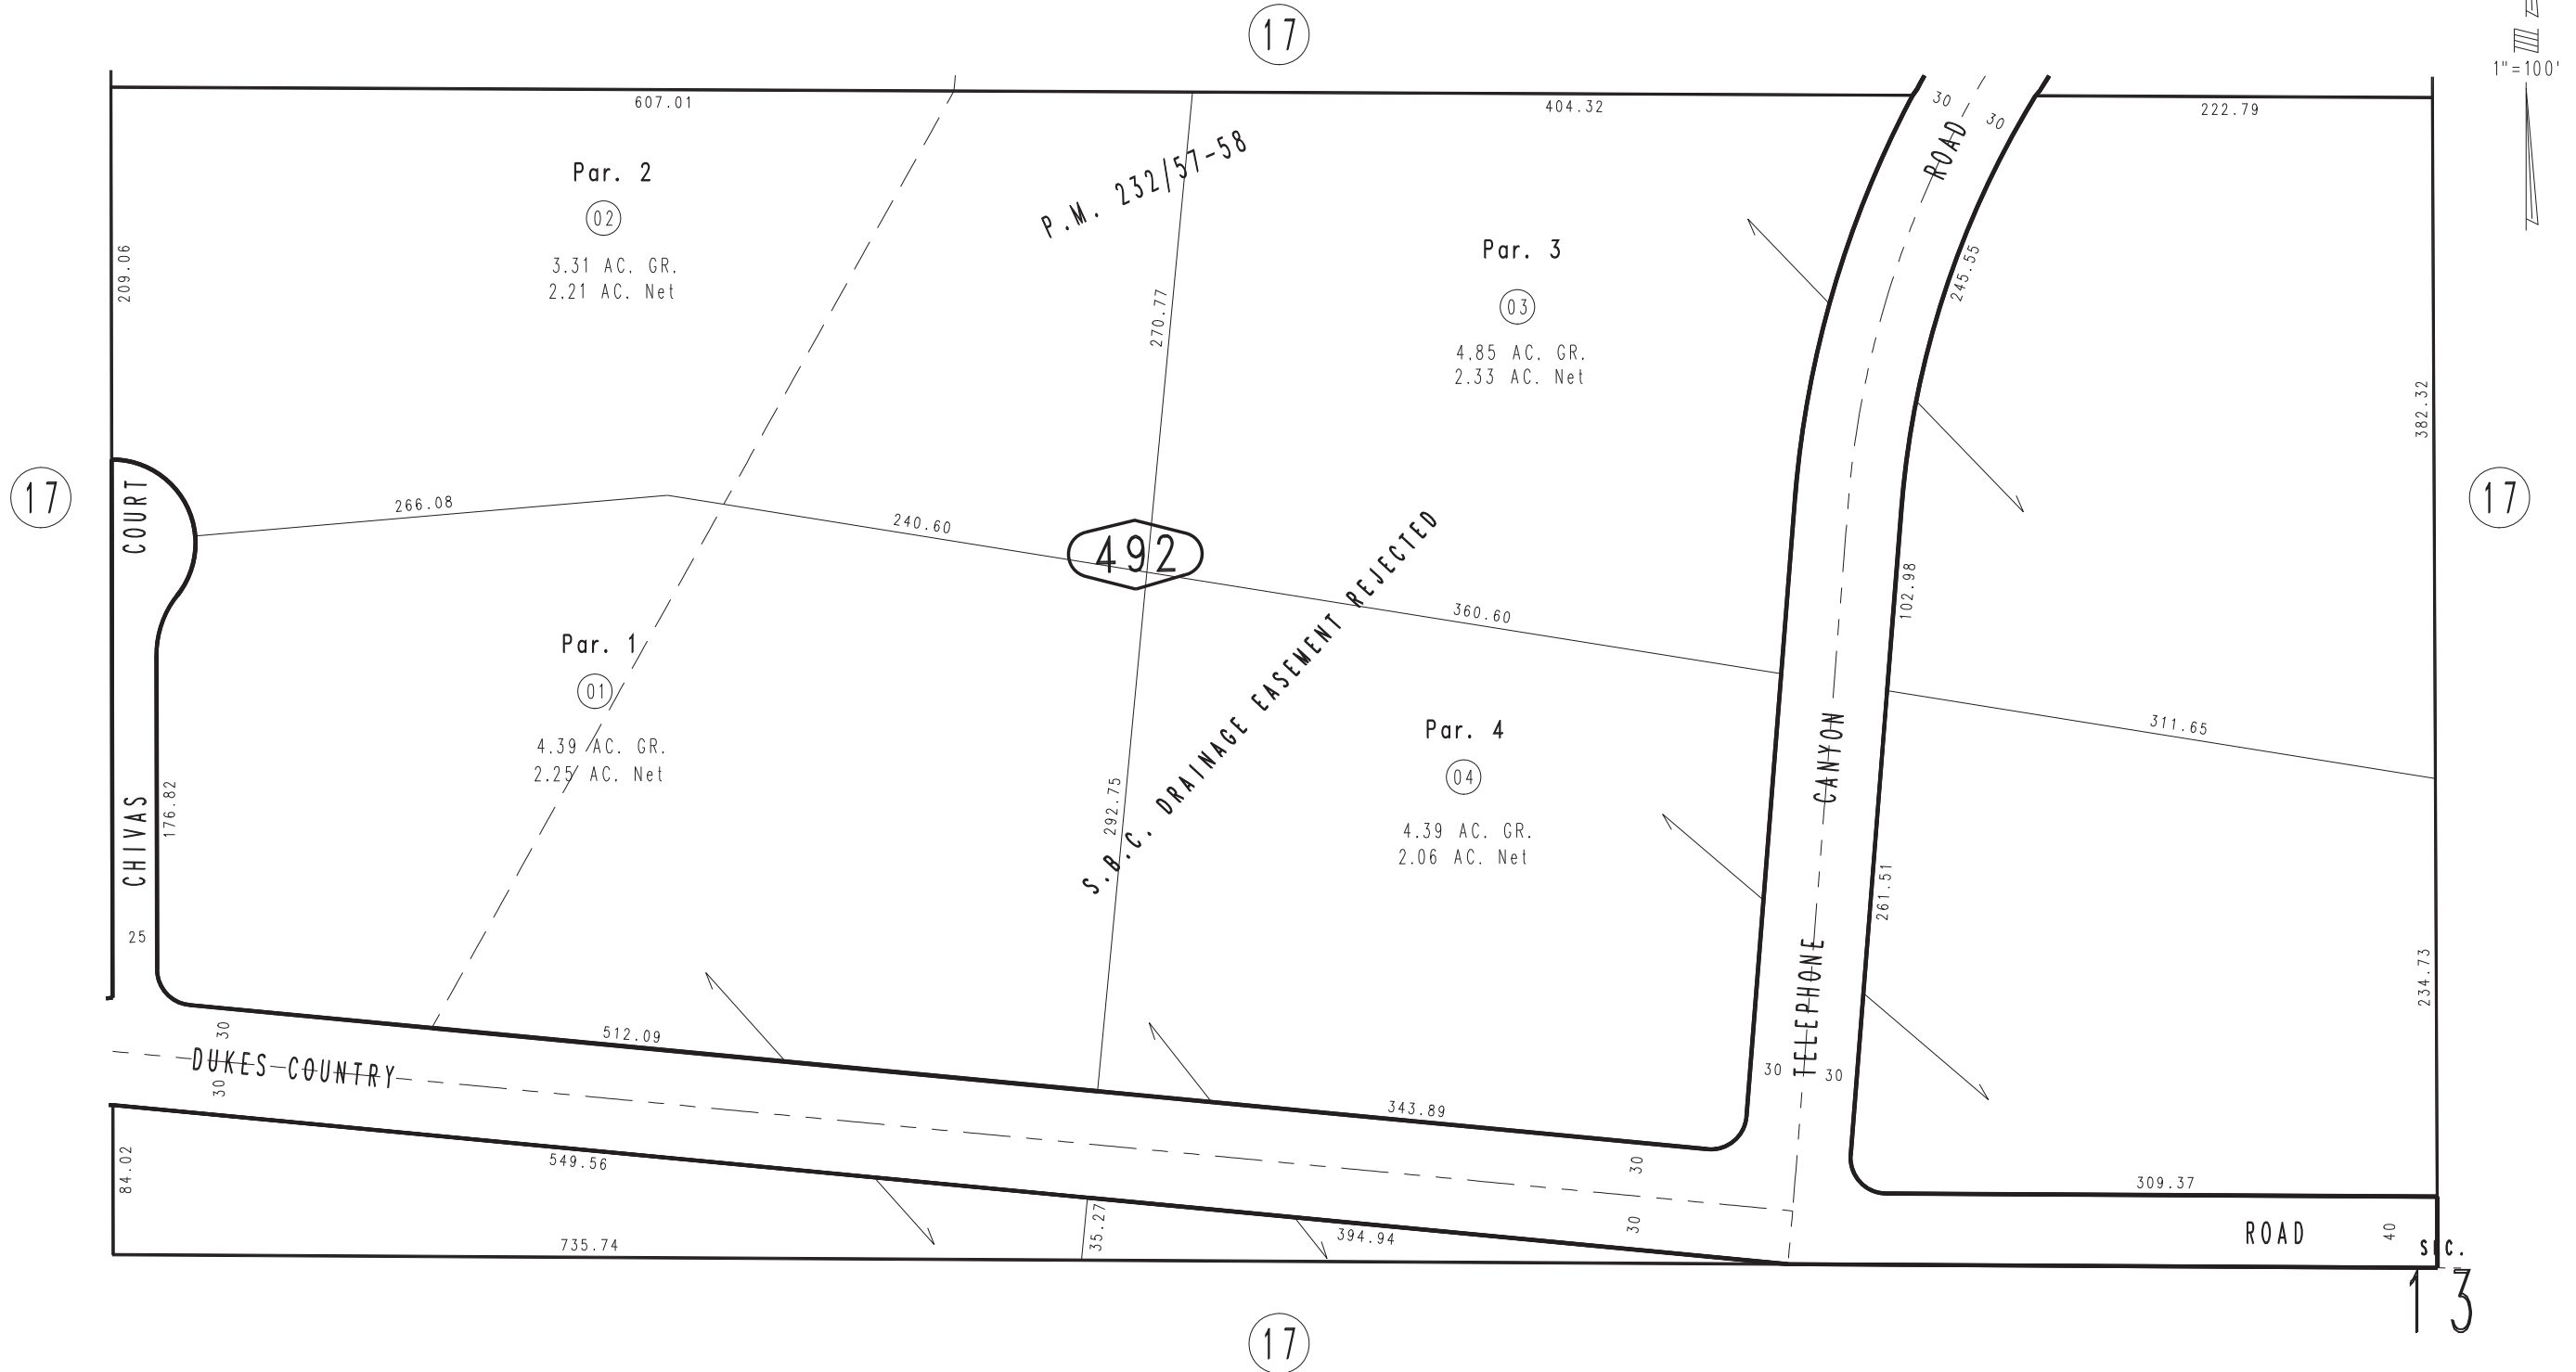 17
1"=100'
607.01
404.32
222.79
30
30
ROAD
P.M. 232/57-58
Par. 2
02
3.31 AC. GR.
2.21 AC. Net
209.06
270.77
Par. 3
03
4.85 AC. GR.
2.33 AC. Net
245.55
382.32
17
COURT
266.08
240.60
492
360.60
102.98
17
S.B.C. DRAINAGE EASEMENT REJECTED
Par. 1
01
4.39 AC. GR.
2.25 AC. Net
CHIVAS
176.82
25
292.75
Par. 4
04
4.39 AC. GR.
2.06 AC. Net
TELEPHONE CANYON
311.65
261.51
234.73
30
30
DUKES COUNTRY
30
30
512.09
343.89
84.02
549.56
30
30
309.37
735.74
35.27
394.94
ROAD
40
SEC.
13
17